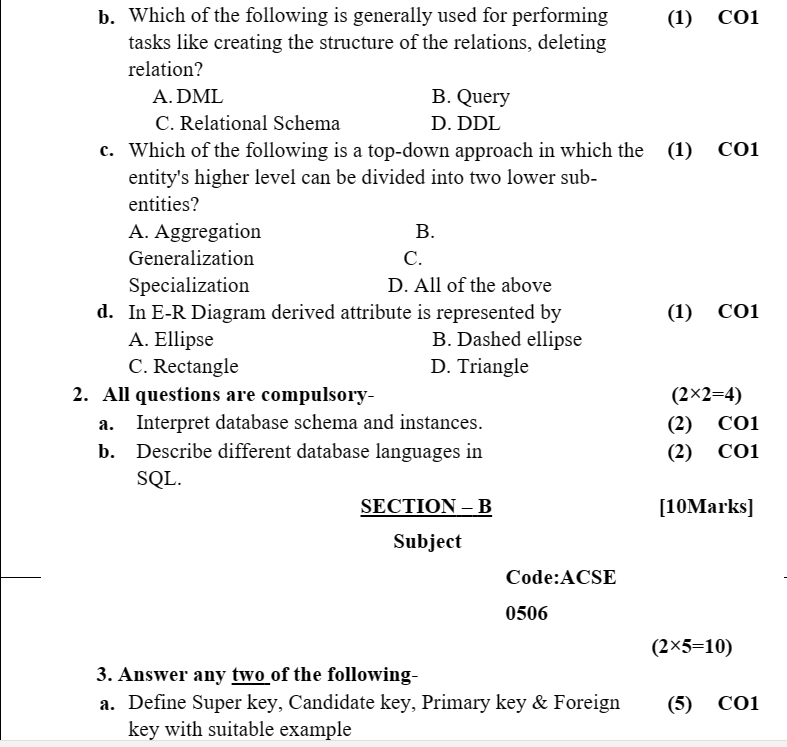 b. Which of the following is generally used for performing (1) CO1
tasks like creating the structure of the relations, deleting
relation?
A. DML B. Query
C. Relational Schema D. DDL
c. Which of the following is a top-down approach in which the (1) CO1
entity's higher level can be divided into two lower sub-
entities?
A. Aggregation B.
Generalization C.
Specialization D. All of the above
d. In E-R Diagram derived attribute is represented by (1) CO1
A. Ellipse B. Dashed ellipse
C. Rectangle D. Triangle
2. All questions are compulsory- (2×2=4)
a. Interpret database schema and instances. (2) CO1
b. Describe different database languages in (2) CO1
SQL.
SECTION – B [10Marks]
Subject
Code:ACSE
0506
(2×5=10)
3. Answer any two of the following-
a. Define Super key, Candidate key, Primary key & Foreign (5) CO1
key with suitable example